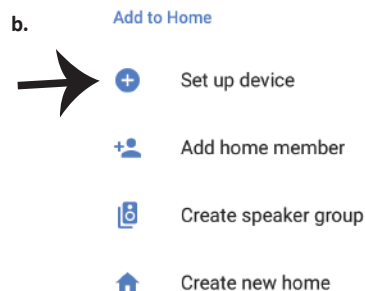 b.
Add to Home
Set up device
Add home member
Create speaker group
Create new home